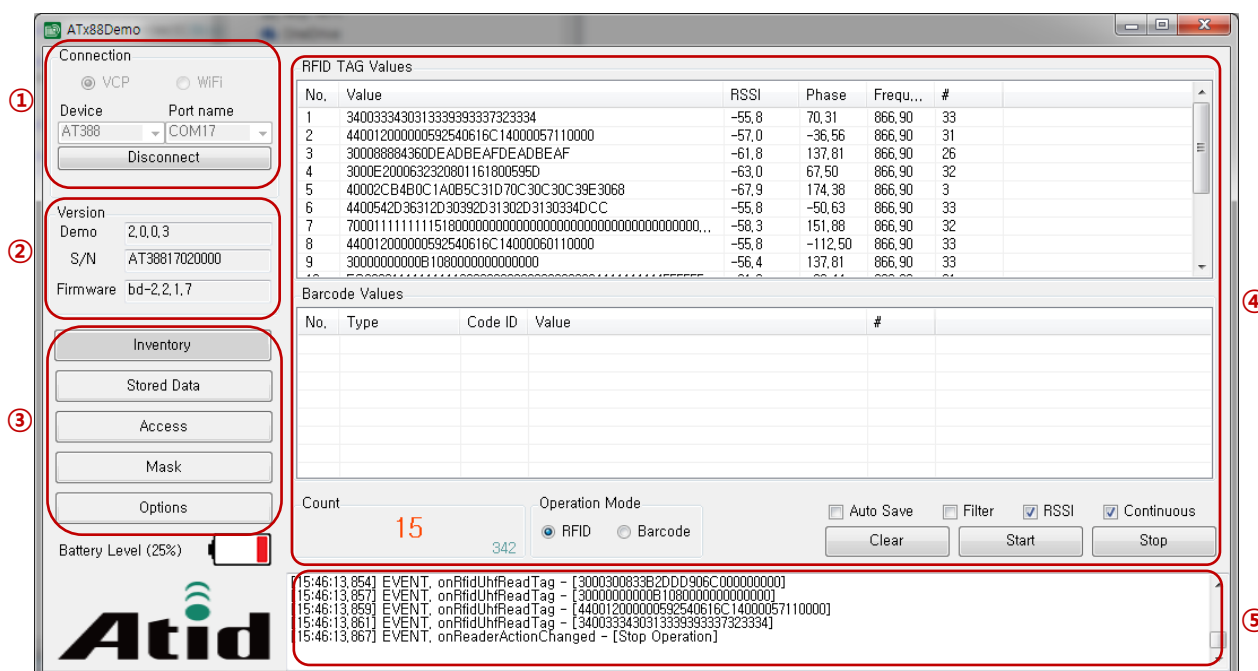 ATx88Demo
①
Connection
VCP WiFi
Device Port name
AT388 COM17
Disconnect
②
Version
Demo 2,0,0,3
S/N AT38817020000
Firmware bd-2,2,1,7
③
Inventory
Stored Data
Access
Mask
Options
Battery Level (25%)
Atid
④
RFID TAG Values
No, Value RSSI Phase Frequ... #
1 3400333430313339393337323334 -55,8 70,31 866,90 33
2 440012000000592540616C14000057110000 -57,0 -36,56 866,90 31
3 300088884360DEADBEAFDEADBEAF -61,8 137,81 866,90 26
4 3000E2000632320801161800595D -63,0 67,50 866,90 32
5 40002CB4B0C1A0B5C31D70C30C30C39E3068 -67,9 174,38 866,90 3
6 4400542D36312D30392D31302D3130334DCC -55,8 -50,63 866,90 33
7 -58,3 151,88 866,90 32
8 440012000000592540616C14000060110000 -55,8 -112,50 866,90 33
9 30000000000B1080000000000000 -56,4 137,81 866,90 33
Barcode Values
No, Type Code ID Value #
Count
15
342
Operation Mode
RFID Barcode
Auto Save Filter RSSI Continuous
Clear Start Stop
⑤
[15:46:13,854] EVENT, onRfidUhfReadTag - [3000300833B2DDD906C000000000]
[15:46:13,857] EVENT, onRfidUhfReadTag - [30000000000B1080000000000000]
[15:46:13,859] EVENT, onRfidUhfReadTag - [440012000000592540616C14000057110000]
[15:46:13,861] EVENT, onRfidUhfReadTag - [3400333430313339393337323334]
[15:46:13,867] EVENT, onReaderActionChanged - [Stop Operation]